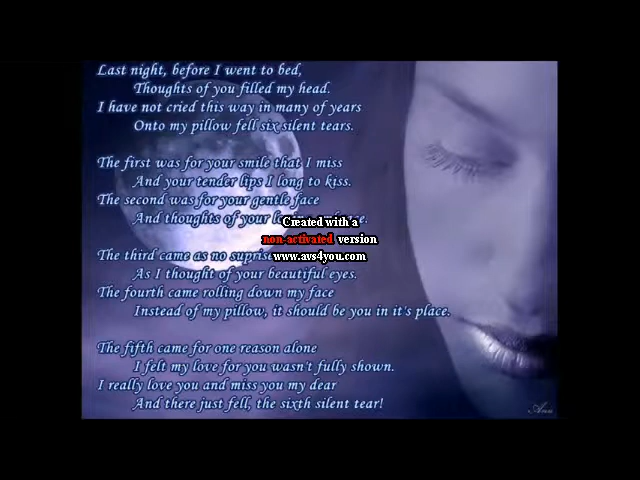 Last night, before I went to bed,
Thoughts of you filled my head.
I have not cried this way in many of years
Onto my pillow fell six silent tears.
The first was for your smile that I miss
And your tender lips I long to kiss.
The second was for your gentle face
And thoughts of your
Created with a
non-activated version
www.avs4you.com
The third came as no suprise
As I thought of your beautiful eyes.
The fourth came rolling down my face
Instead of my pillow, it should be you in it's place.
The fifth came for one reason alone
I felt my love for you wasn't fully shown.
I really love you and miss you my dear
And there just fell, the sixth silent tear!